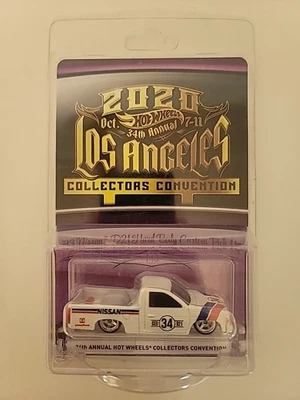 2020
Oct. HOT WHEELS 7-11
34th Annual
LOS ANGELES
COLLECTORS CONVENTION
Nissan
NISSAN
34
34th ANNUAL HOT WHEELS® COLLECTORS CONVENTION